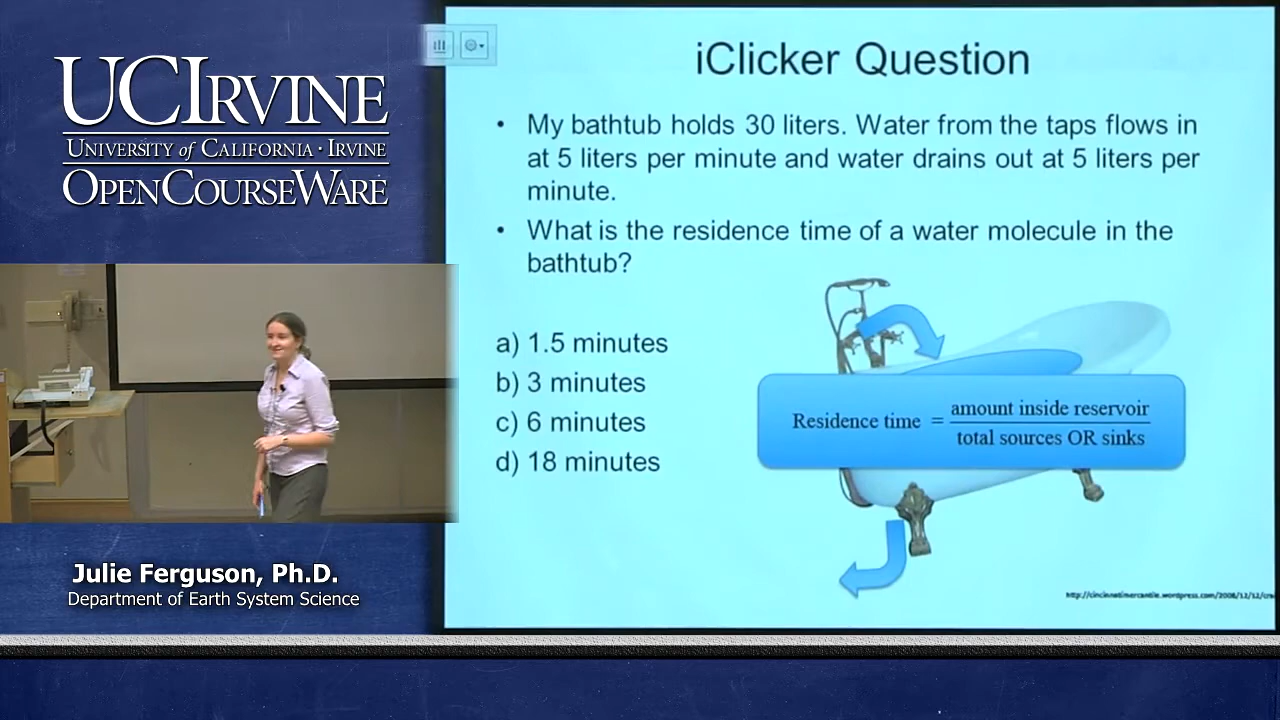 UCIRVINE
UNIVERSITY of CALIFORNIA · IRVINE
OPENCOURSEWARE
Julie Ferguson, Ph.D.
Department of Earth System Science
iClicker Question
• My bathtub holds 30 liters. Water from the taps flows in
at 5 liters per minute and water drains out at 5 liters per
minute.
• What is the residence time of a water molecule in the
bathtub?
a) 1.5 minutes
b) 3 minutes
c) 6 minutes
d) 18 minutes
Residence time = amount inside reservoir
total sources OR sinks